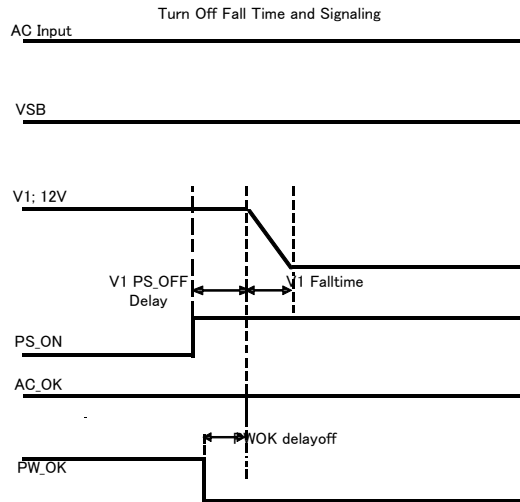 Turn Off Fall Time and Signaling
AC Input
VSB
V1; 12V
V1 PS_OFF
Delay
V1 Falltime
PS_ON
AC_OK
PWOK delayoff
PW_OK